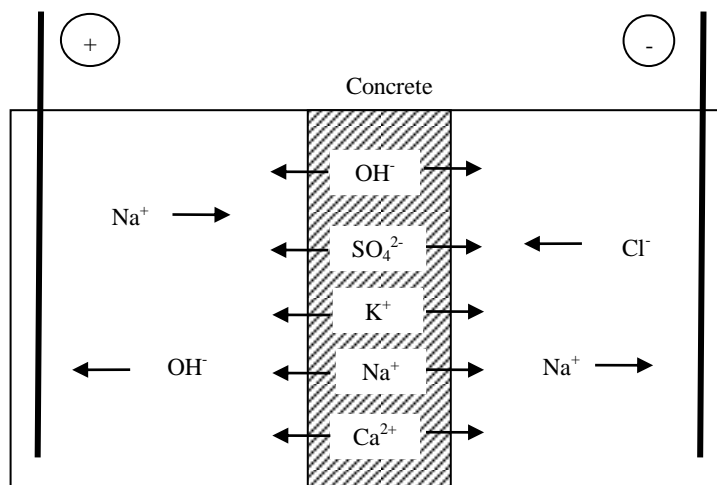 + -
Concrete
OH⁻
Na⁺
SO₄²⁻ Cl⁻
K⁺
OH⁻ Na⁺ Na⁺
Ca²⁺